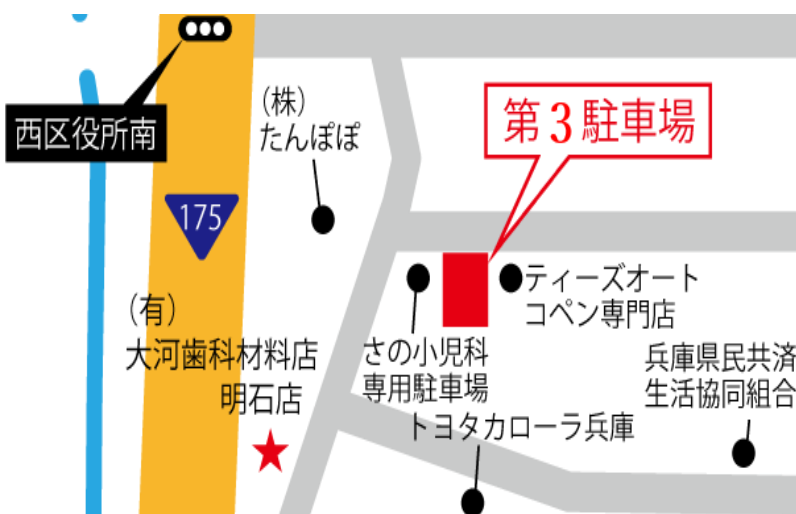 西区役所南
175
(株)
たんぽぽ
第3駐車場
(有)
大河歯科材料店
明石店
さの小児科
専用駐車場
ティーズオート
コペン専門店
トヨタカローラ兵庫
兵庫県民共済
生活協同組合